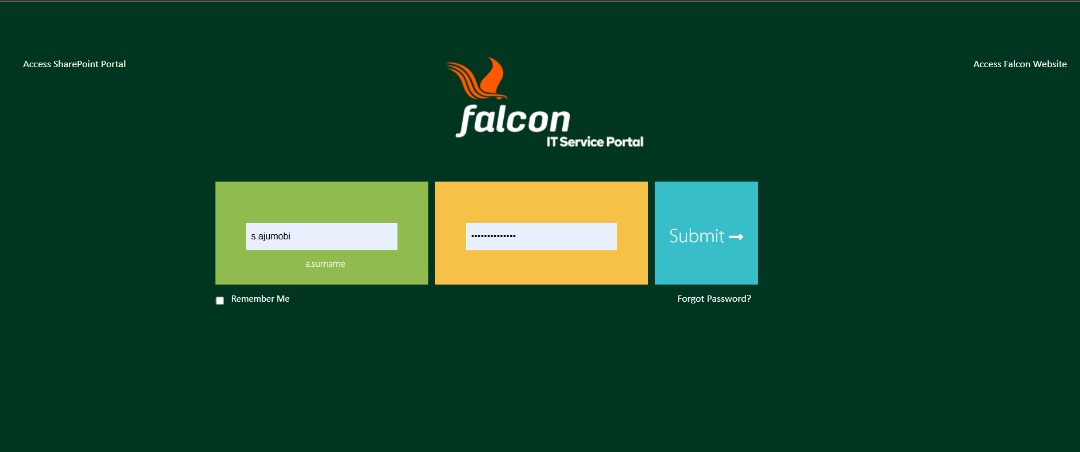 Access SharePoint Portal
Access Falcon Website
falcon
IT Service Portal
s.ajumobi
••••••••••••••
Submit
a.surname
Remember Me
Forgot Password?